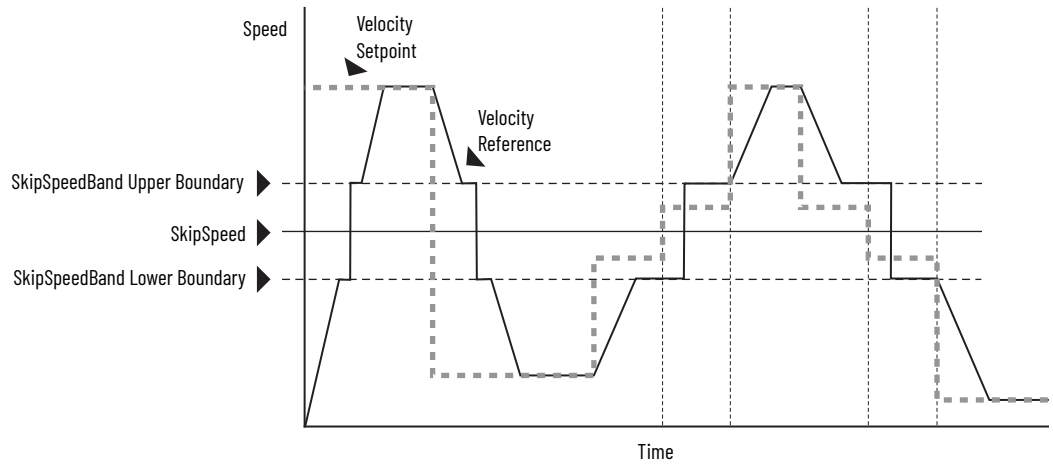 Speed
Velocity
Setpoint
Velocity
Reference
SkipSpeedBand Upper Boundary
SkipSpeed
SkipSpeedBand Lower Boundary
Time